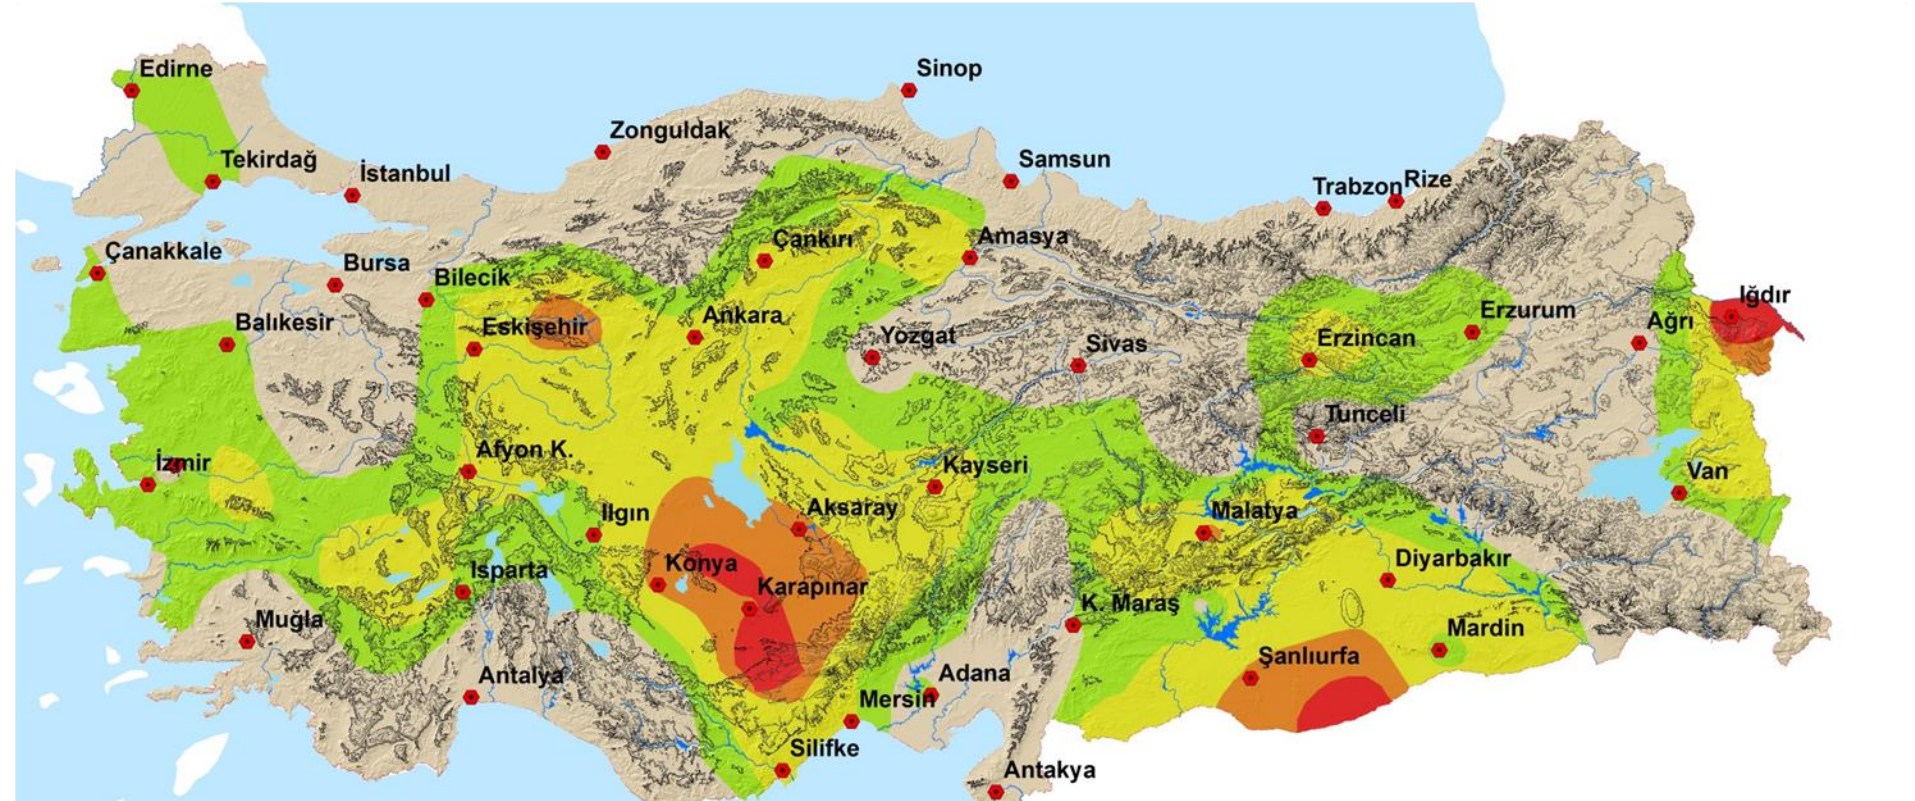 Edirne
Sinop
Zonguldak
Tekirdağ
İstanbul
Samsun
Trabzon
Rize
Çanakkale
Bursa
Bilecik
Çankırı
Amasya
Balıkesir
Eskişehir
Ankara
Yozgat
Sivas
Erzincan
Erzurum
Ağrı
Iğdır
Tunceli
İzmir
Afyon K.
Kayseri
Van
Ilgın
Aksaray
Malatya
Isparta
Konya
Karapınar
Diyarbakır
Muğla
K. Maraş
Mardin
Şanlıurfa
Antalya
Mersin
Adana
Silifke
Antakya